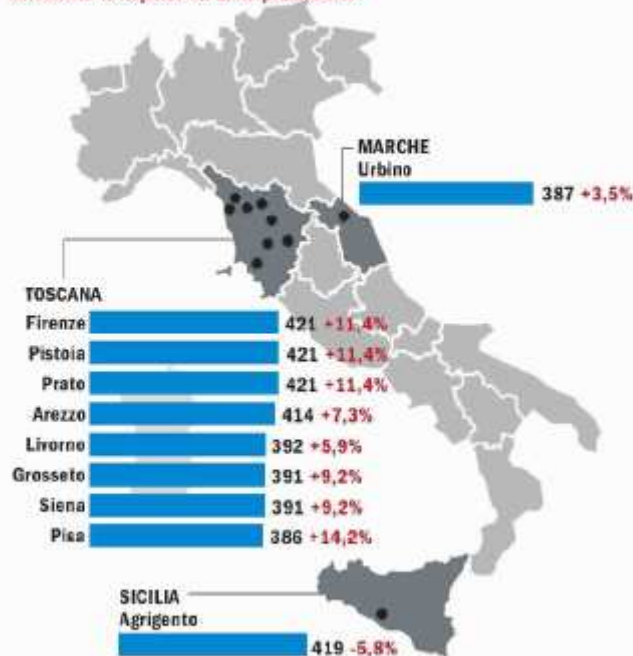 MARCHE
Urbino
387 +3,5%
TOSCANA
Firenze 421 +11,4%
Pistoia 421 +11,4%
Prato 421 +11,4%
Arezzo 414 +7,3%
Livorno 392 +5,9%
Grosseto 391 +9,2%
Siena 391 +9,2%
Pisa 386 +14,2%
SICILIA
Agrigento
419 -5,8%